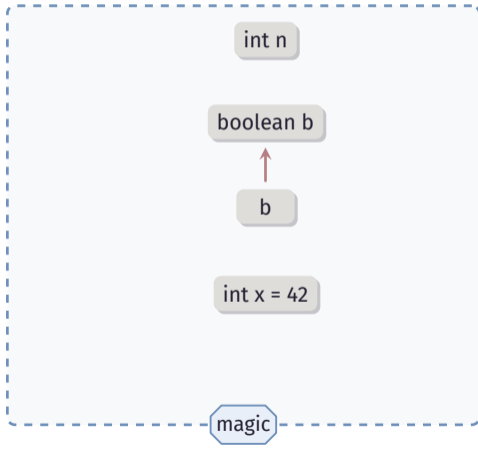 int n
boolean b
b
int x = 42
magic